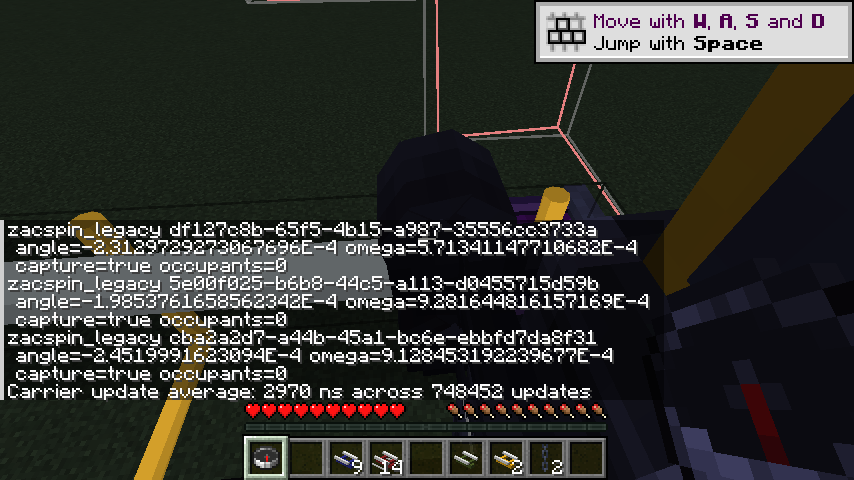 Move with W, A, S and D
Jump with Space
zacspin_legacy df127c8b-65f5-4b15-a987-35556cc3733a
angle=-2.3129729273067696E-4 omega=5.713411477710682E-4
capture=true occupants=0
zacspin_legacy 5e00f025-b6b8-44c5-a113-d0455715d59b
angle=-1.9853761658562342E-4 omega=9.281644816157169E-4
capture=true occupants=0
zacspin_legacy cba2a2d7-a44b-45a1-bc6e-ebbfd7da8f31
angle=-2.4519991623094E-4 omega=9.128453192239677E-4
capture=true occupants=0
Carrier update average: 2970 ns across 748452 updates
9 14 2 2